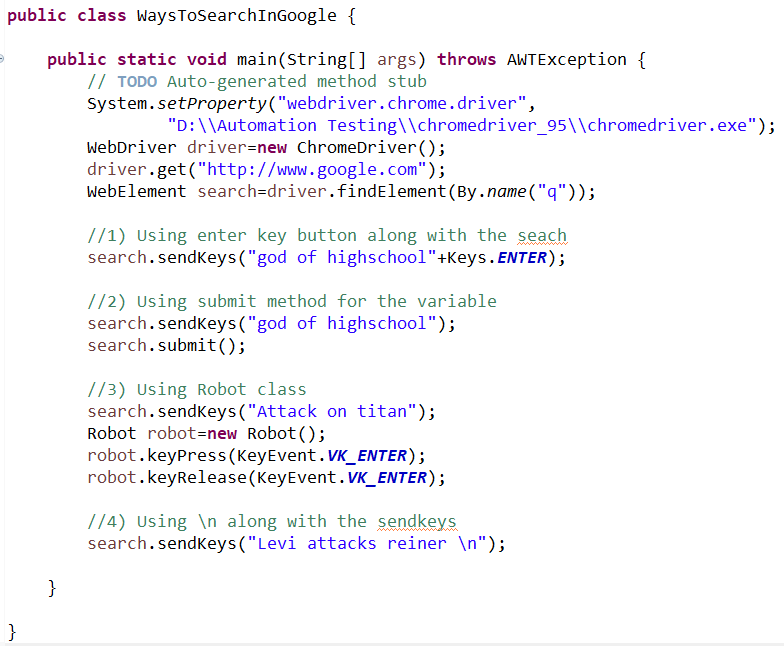 public class WaysToSearchInGoogle {
public static void main(String[] args) throws AWTException {
// TODO Auto-generated method stub
System.setProperty("webdriver.chrome.driver",
"D:\\Automation Testing\\chromedriver_95\\chromedriver.exe");
WebDriver driver=new ChromeDriver();
driver.get("http://www.google.com");
WebElement search=driver.findElement(By.name("q"));
//1) Using enter key button along with the seach
search.sendKeys("god of highschool"+Keys.ENTER);
//2) Using submit method for the variable
search.sendKeys("god of highschool");
search.submit();
//3) Using Robot class
search.sendKeys("Attack on titan");
Robot robot=new Robot();
robot.keyPress(KeyEvent.VK_ENTER);
robot.keyRelease(KeyEvent.VK_ENTER);
//4) Using \n along with the sendkeys
search.sendKeys("Levi attacks reiner \n");
}
}